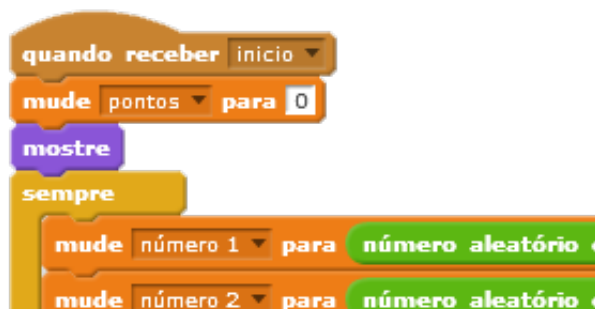 quando receber inicio
mude pontos para 0
mostre
sempre
mude número 1 para número aleatório
mude número 2 para número aleatório